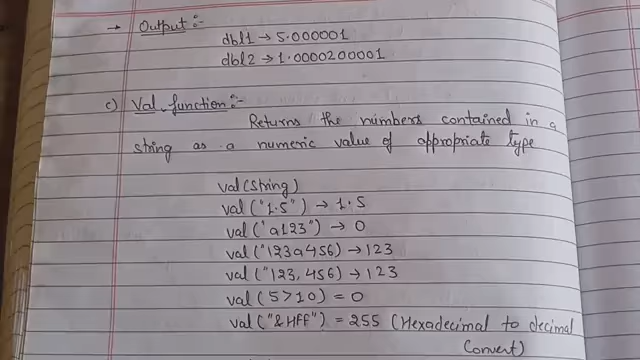 → Output :-
dbl1 → 5.000001
dbl2 → 1.0000200001
c) Val function :-
Returns the numbers contained in a
string as a numeric value of appropriate type
val(string)
val("1.5") → 1.5
val("a123") → 0
val("123a456) → 123
val("123,456) → 123
val(5>10) = 0
val("&HFF") = 255 (Hexadecimal to decimal
Convert)